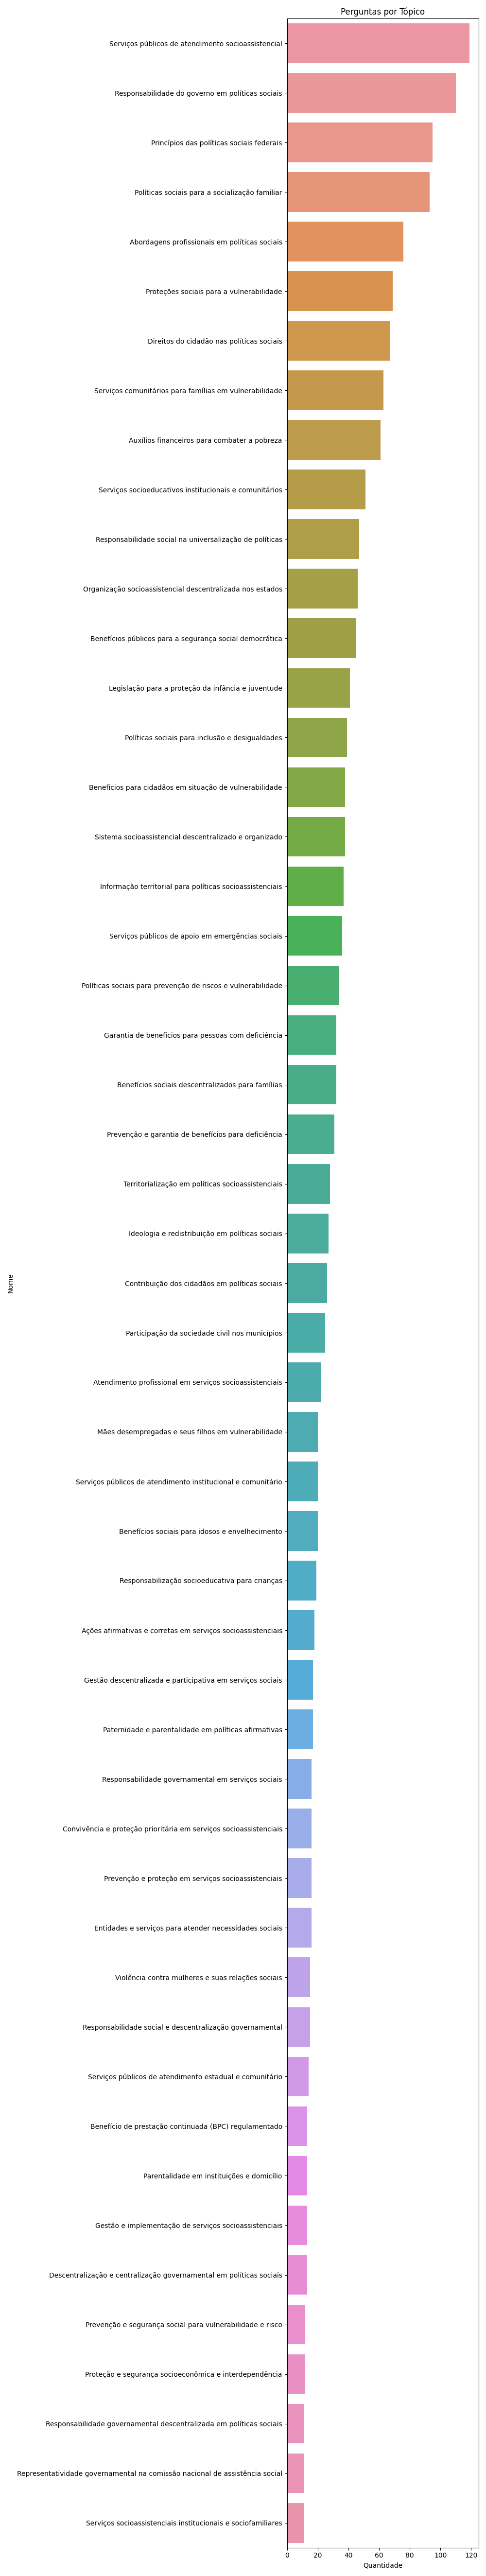 Perguntas por Tópico
Serviços públicos de atendimento socioassistencial
Responsabilidade do governo em políticas sociais
Princípios das políticas sociais federais
Políticas sociais para a socialização familiar
Abordagens profissionais em políticas sociais
Proteções sociais para a vulnerabilidade
Direitos do cidadão nas políticas sociais
Serviços comunitários para famílias em vulnerabilidade
Auxílios financeiros para combater a pobreza
Serviços socioeducativos institucionais e comunitários
Responsabilidade social na universalização de políticas
Organização socioassistencial descentralizada nos estados
Benefícios públicos para a segurança social democrática
Legislação para a proteção da infância e juventude
Políticas sociais para inclusão e desigualdades
Benefícios para cidadãos em situação de vulnerabilidade
Sistema socioassistencial descentralizado e organizado
Informação territorial para políticas socioassistenciais
Serviços públicos de apoio em emergências sociais
Políticas sociais para prevenção de riscos e vulnerabilidade
Garantia de benefícios para pessoas com deficiência
Benefícios sociais descentralizados para famílias
Prevenção e garantia de benefícios para deficiência
Territorialização em políticas socioassistenciais
Ideologia e redistribuição em políticas sociais
Contribuição dos cidadãos em políticas sociais
Nome
Participação da sociedade civil nos municípios
Atendimento profissional em serviços socioassistenciais
Mães desempregadas e seus filhos em vulnerabilidade
Serviços públicos de atendimento institucional e comunitário
Benefícios sociais para idosos e envelhecimento
Responsabilização socioeducativa para crianças
Ações afirmativas e corretas em serviços socioassistenciais
Gestão descentralizada e participativa em serviços sociais
Paternidade e parentalidade em políticas afirmativas
Responsabilidade governamental em serviços sociais
Convivência e proteção prioritária em serviços socioassistenciais
Prevenção e proteção em serviços socioassistenciais
Entidades e serviços para atender necessidades sociais
Violência contra mulheres e suas relações sociais
Responsabilidade social e descentralização governamental
Serviços públicos de atendimento estadual e comunitário
Benefício de prestação continuada (BPC) regulamentado
Parentalidade em instituições e domicílio
Gestão e implementação de serviços socioassistenciais
Descentralização e centralização governamental em políticas sociais
Prevenção e segurança social para vulnerabilidade e risco
Proteção e segurança socioeconômica e interdependência
Responsabilidade governamental descentralizada em políticas sociais
Representatividade governamental na comissão nacional de assistência social
Serviços socioassistenciais institucionais e sociofamiliares
0 20 40 60 80 100 120
Quantidade